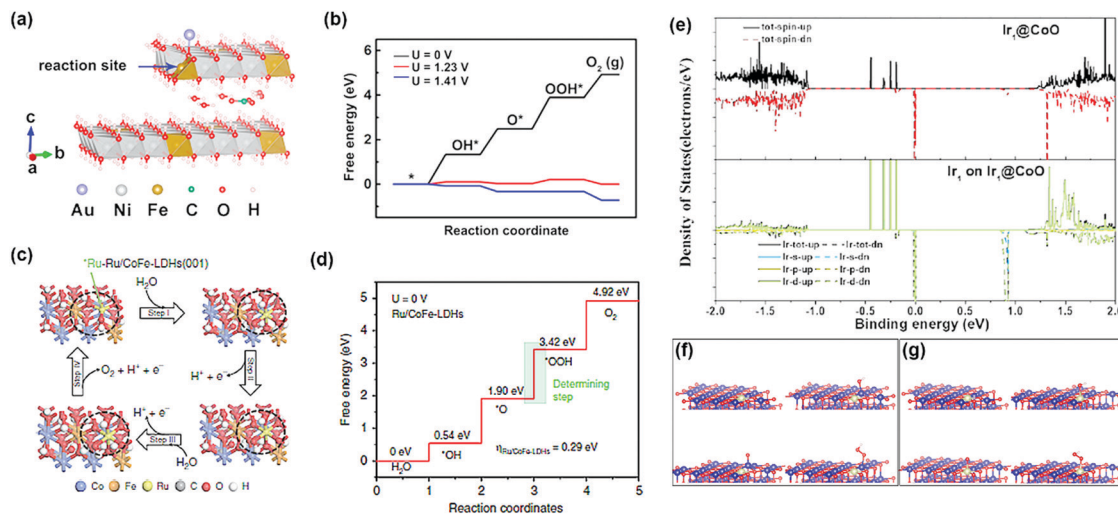 (a)
reaction site
c
b
a
Au Ni Fe C O H
(b)
Free energy (eV)
6
4
2
0
-2
U = 0 V
U = 1.23 V
U = 1.41 V
*
OH*
O*
OOH*
O2 (g)
Reaction coordinate
(c)
*Ru-Ru/CoFe-LDHs(001)
H2O
Step I
Step II
H+ + e−
H+ + e−
Step III
H2O
Step IV
O2 + H+ + e−
Co Fe Ru C O H
(d)
Free energy (eV)
5
4
3
2
1
0
U = 0 V
Ru/CoFe-LDHs
0 eV
H2O
0.54 eV
*OH
1.90 eV
*O
3.42 eV
*OOH
4.92 eV
O2
Determining
step
ηRu/CoFe-LDHs = 0.29 eV
0 1 2 3 4 5
Reaction coordinates
(e)
tot-spin-up
tot-spin-dn
Ir1@CoO
Ir1 on Ir1@CoO
Ir-tot-up Ir-tot-dn
Ir-s-up Ir-s-dn
Ir-p-up Ir-p-dn
Ir-d-up Ir-d-dn
Density of States(electrons/eV)
-2.0 -1.5 -1.0 -0.5 0.0 0.5 1.0 1.5 2.0
Binding energy (eV)
(f)
(g)